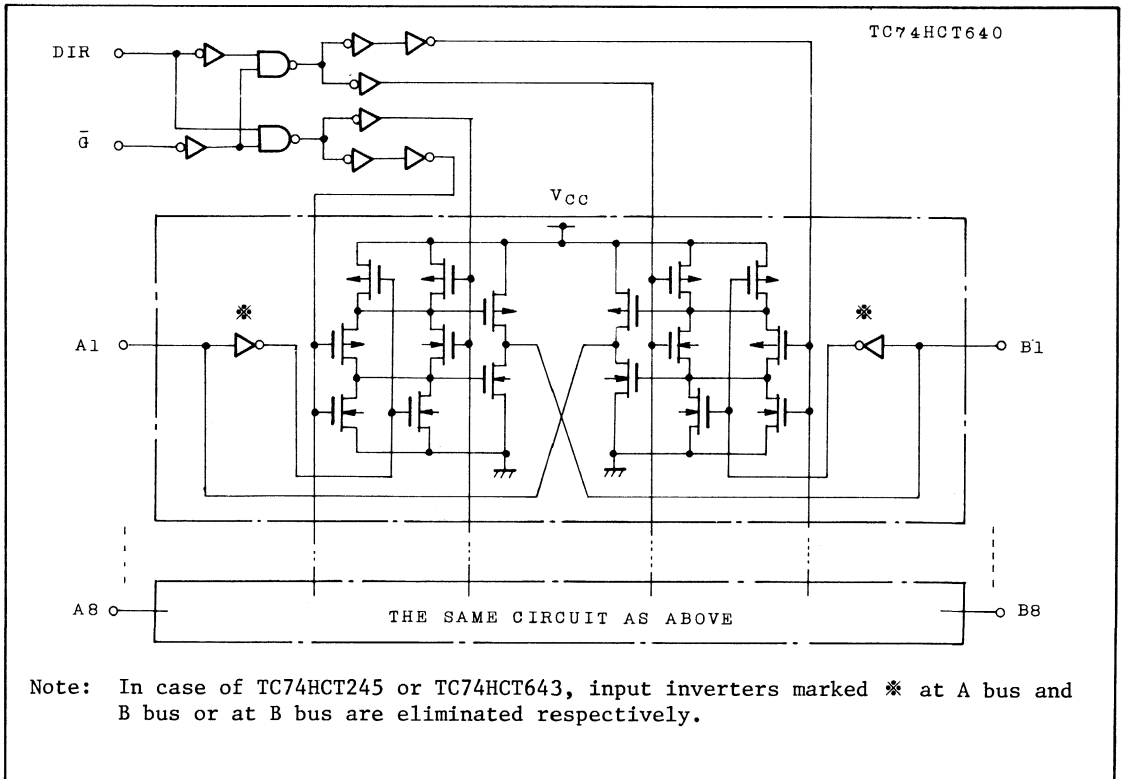 TC74HCT640
DIR
G̅
VCC
※
※
A1
B1
A8
THE SAME CIRCUIT AS ABOVE
B8
Note: In case of TC74HCT245 or TC74HCT643, input inverters marked ※ at A bus and
B bus or at B bus are eliminated respectively.